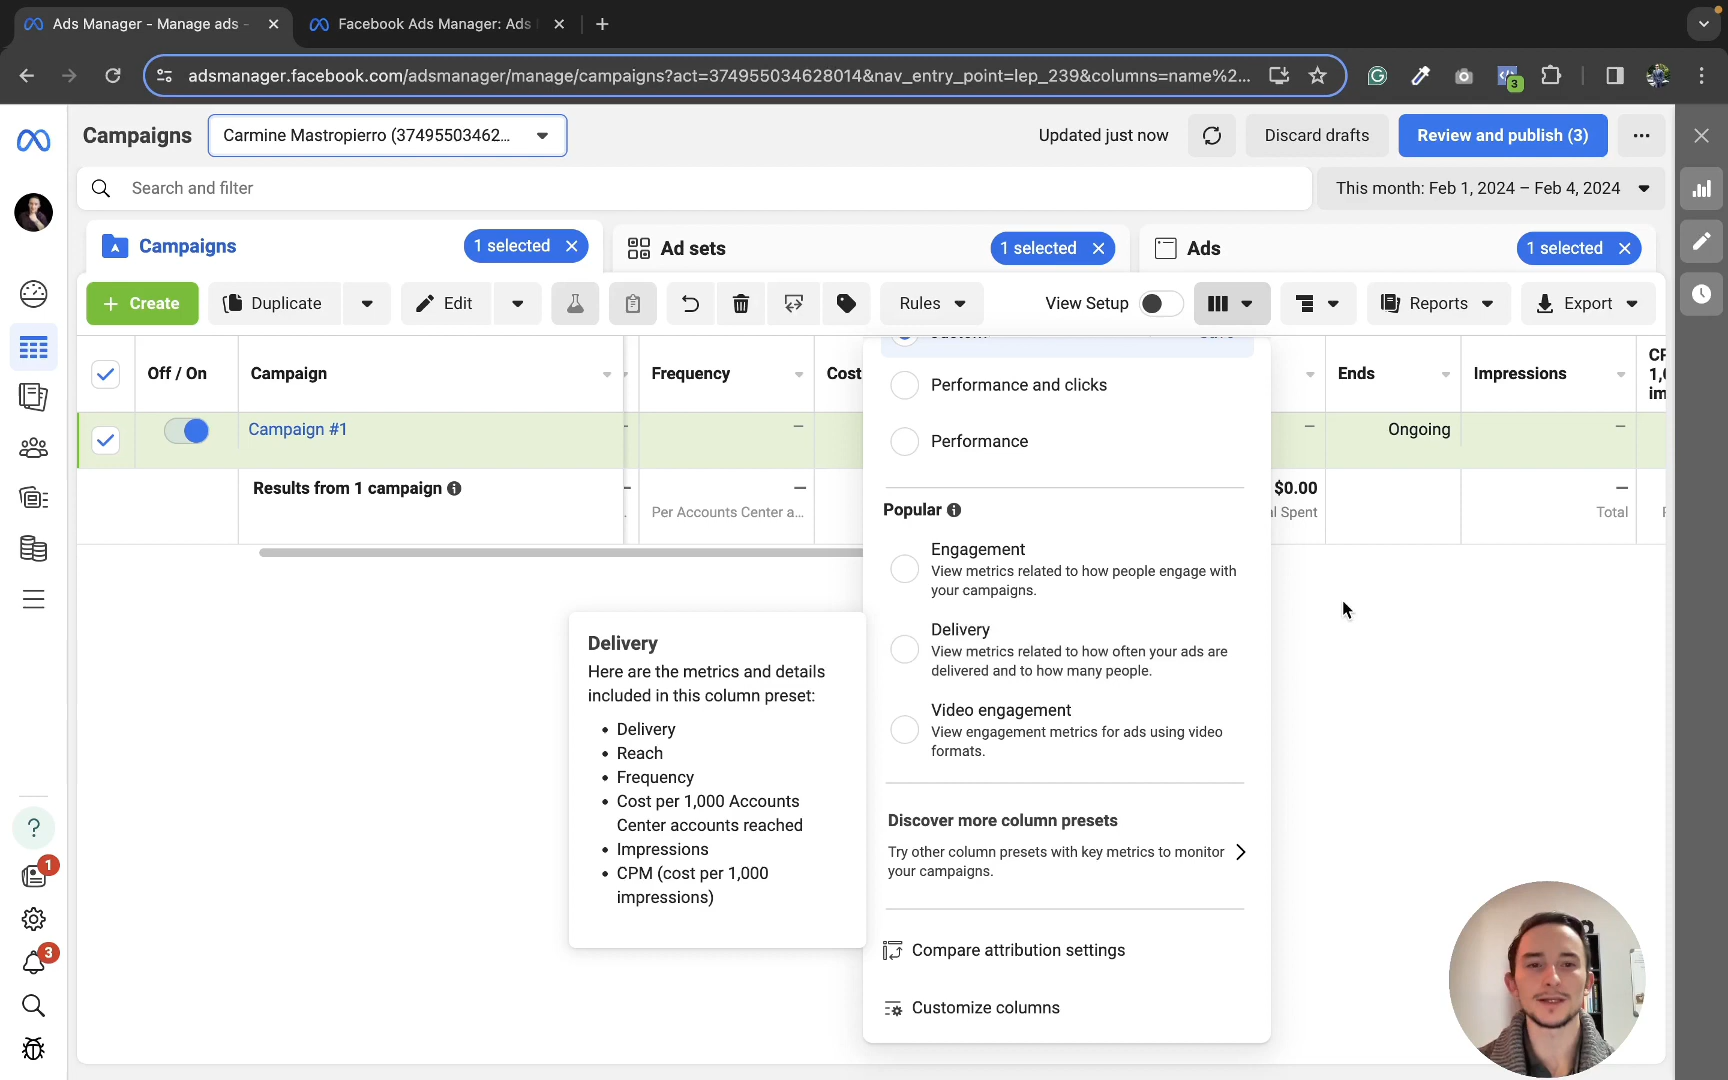 Ads Manager - Manage ads -
Facebook Ads Manager: Ads
adsmanager.facebook.com/adsmanager/manage/campaigns?act=374955034628014&nav_entry_point=lep_239&columns=name%2...
3
Campaigns
Carmine Mastropierro (37495503462...
Updated just now
Discard drafts
Review and publish (3)
Search and filter
This month: Feb 1, 2024 – Feb 4, 2024
Campaigns
1 selected
Ad sets
1 selected
Ads
1 selected
+ Create
Duplicate
Edit
Rules
View Setup
Reports
Export
Off / On
Campaign
Frequency
Cost
Ends
Impressions
Campaign #1
–
–
Ongoing
–
Results from 1 campaign
–
Per Accounts Center a...
$0.00
l Spent
–
Total
Performance and clicks
Performance
Popular
Engagement
View metrics related to how people engage with
your campaigns.
Delivery
View metrics related to how often your ads are
delivered and to how many people.
Video engagement
View engagement metrics for ads using video
formats.
Discover more column presets
Try other column presets with key metrics to monitor
your campaigns.
Compare attribution settings
Customize columns
Delivery
Here are the metrics and details
included in this column preset:
• Delivery
• Reach
• Frequency
• Cost per 1,000 Accounts
Center accounts reached
• Impressions
• CPM (cost per 1,000
impressions)
?
1
3